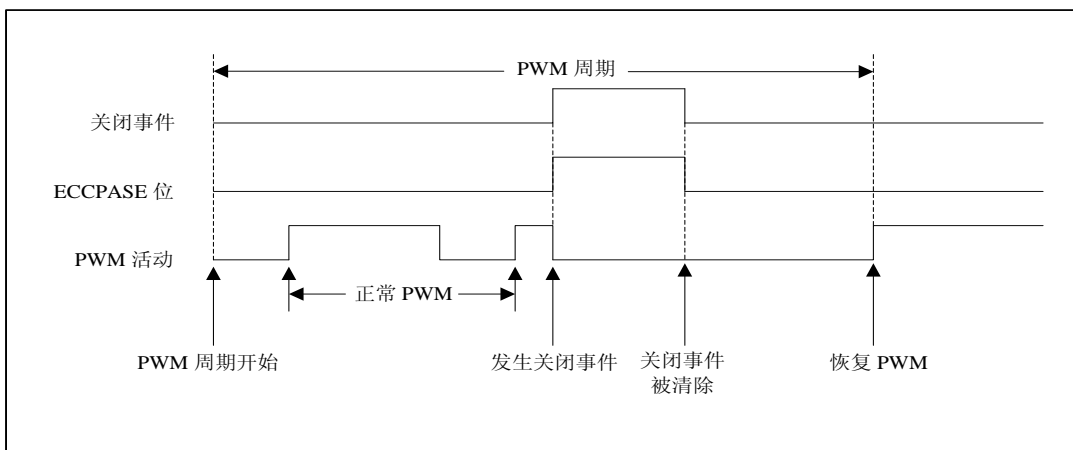 PWM 周期
关闭事件
ECCPASE 位
PWM 活动
正常 PWM
PWM 周期开始
发生关闭事件
关闭事件
被清除
恢复 PWM